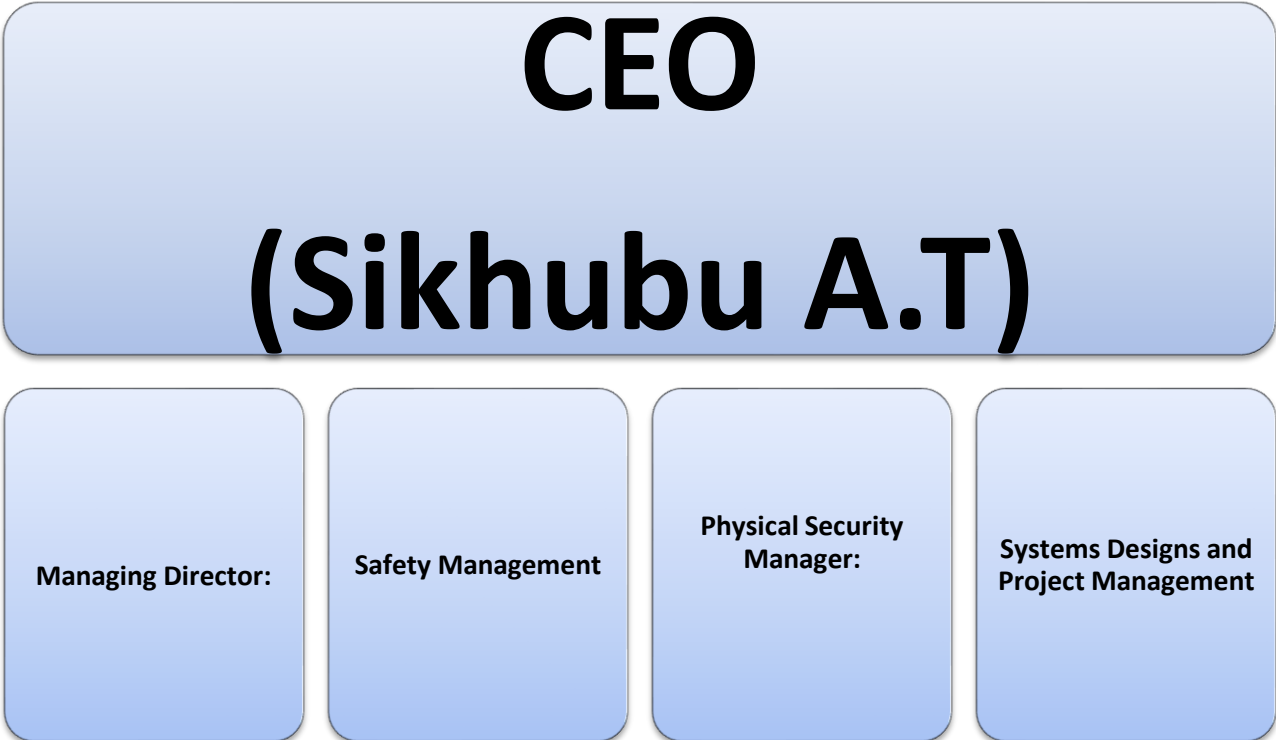 CEO
(Sikhubu A.T)
Managing Director:
Safety Management
Physical Security
Manager:
Systems Designs and
Project Management